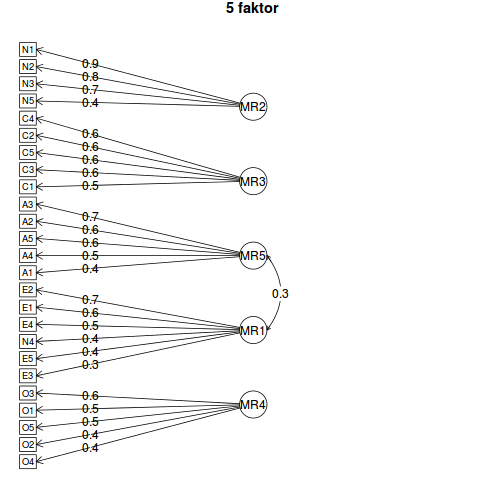 5 faktor
N1
N2
N3
N5
C4
C2
C5
C3
C1
A3
A2
A5
A4
A1
E2
E1
E4
N4
E5
E3
O3
O1
O5
O2
O4
0.9
0.8
0.7
0.4
0.6
0.6
0.6
0.6
0.5
0.7
0.6
0.6
0.5
0.4
0.7
0.6
0.5
0.4
0.4
0.3
0.6
0.5
0.5
0.4
0.4
MR2
MR3
MR5
MR1
MR4
0.3